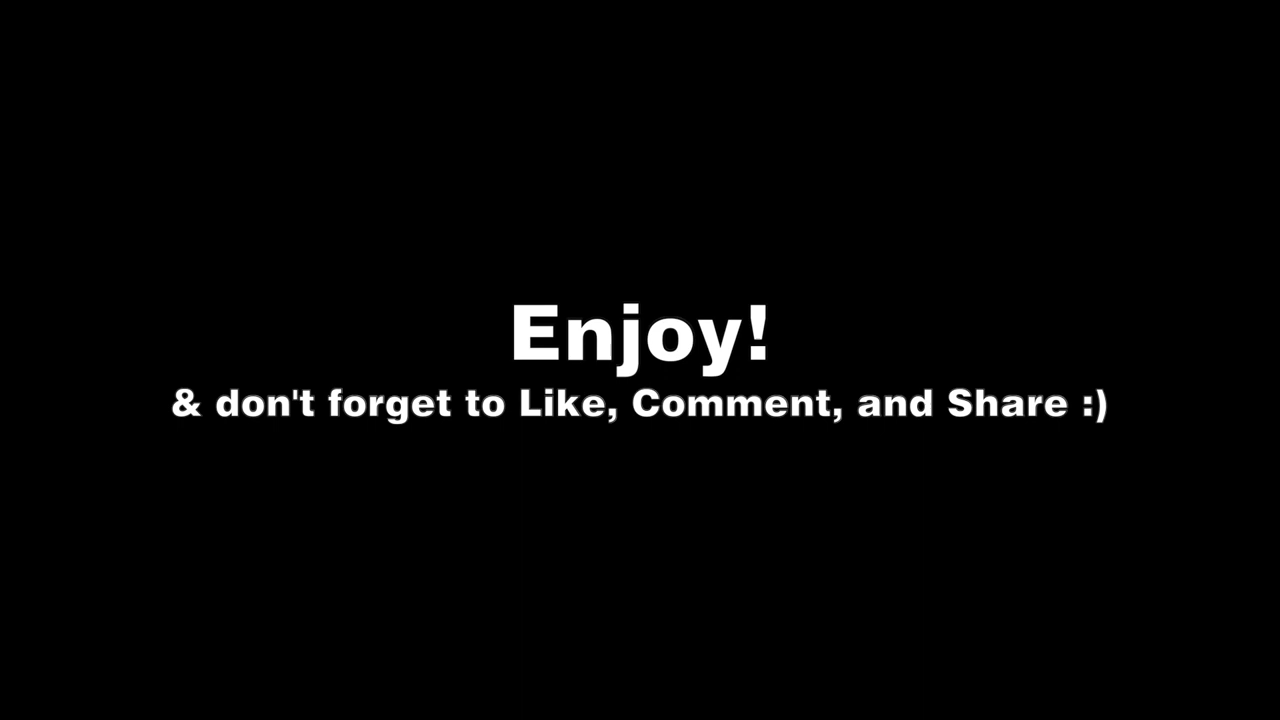 Enjoy!
& don't forget to Like, Comment, and Share :)